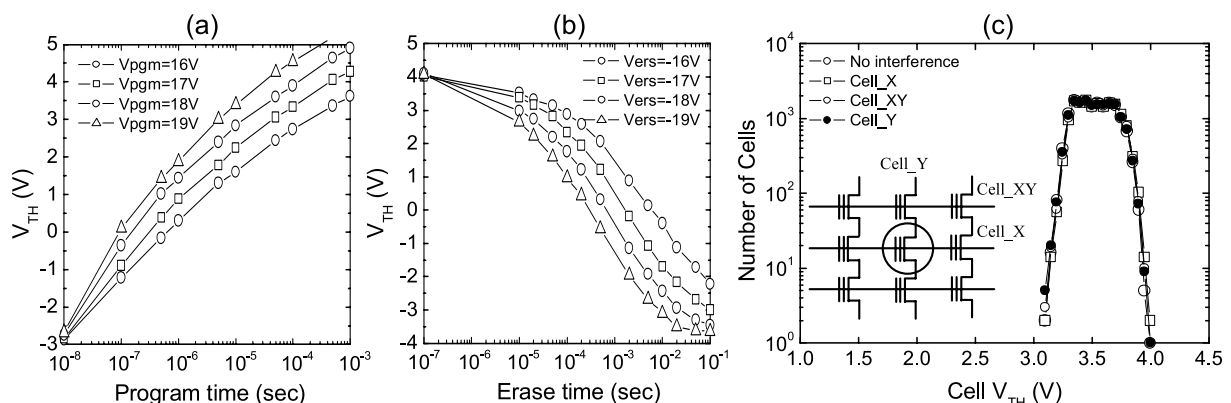 (a)
5
4
3
2
1
0
-1
-2
-3
V_TH (V)
Vpgm=16V
Vpgm=17V
Vpgm=18V
Vpgm=19V
10^-8 10^-7 10^-6 10^-5 10^-4 10^-3
Program time (sec)
(b)
5
4
3
2
1
0
-1
-2
-3
-4
V_TH (V)
Vers=-16V
Vers=-17V
Vers=-18V
Vers=-19V
10^-7 10^-6 10^-5 10^-4 10^-3 10^-2 10^-1
Erase time (sec)
(c)
10^4
10^3
10^2
10^1
10^0
Number of Cells
No interference
Cell_X
Cell_XY
Cell_Y
Cell_Y
Cell_XY
Cell_X
1.0 1.5 2.0 2.5 3.0 3.5 4.0 4.5
Cell V_TH (V)